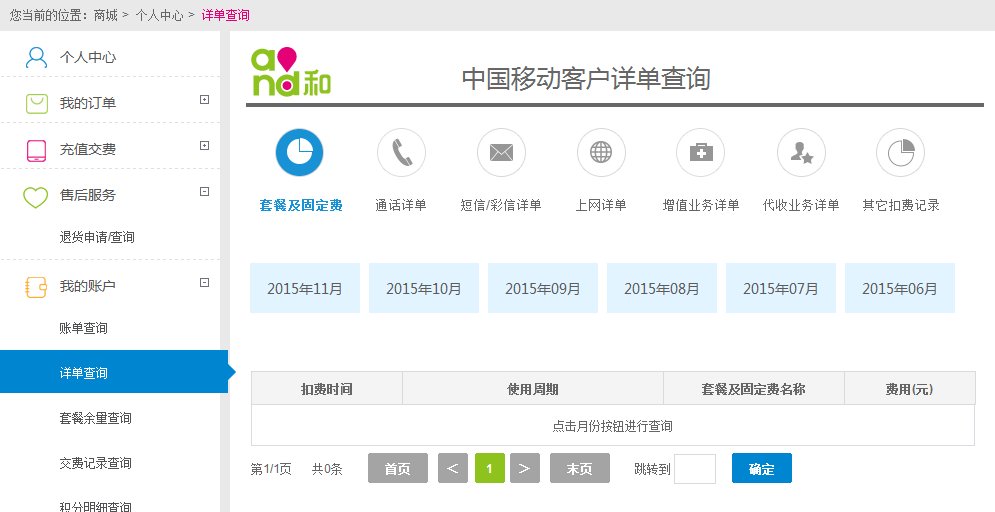 您当前的位置：商城 > 个人中心 > 详单查询
个人中心
我的订单
充值交费
售后服务
退货申请/查询
我的账户
账单查询
详单查询
套餐余量查询
交费记录查询
积分明细查询
and和
中国移动客户详单查询
套餐及固定费 通话详单 短信/彩信详单 上网详单 增值业务详单 代收业务详单 其它扣费记录
2015年11月 2015年10月 2015年09月 2015年08月 2015年07月 2015年06月
扣费时间 使用周期 套餐及固定费名称 费用(元)
点击月份按钮进行查询
第1/1页 共0条 首页 < 1 > 末页 跳转到 确定